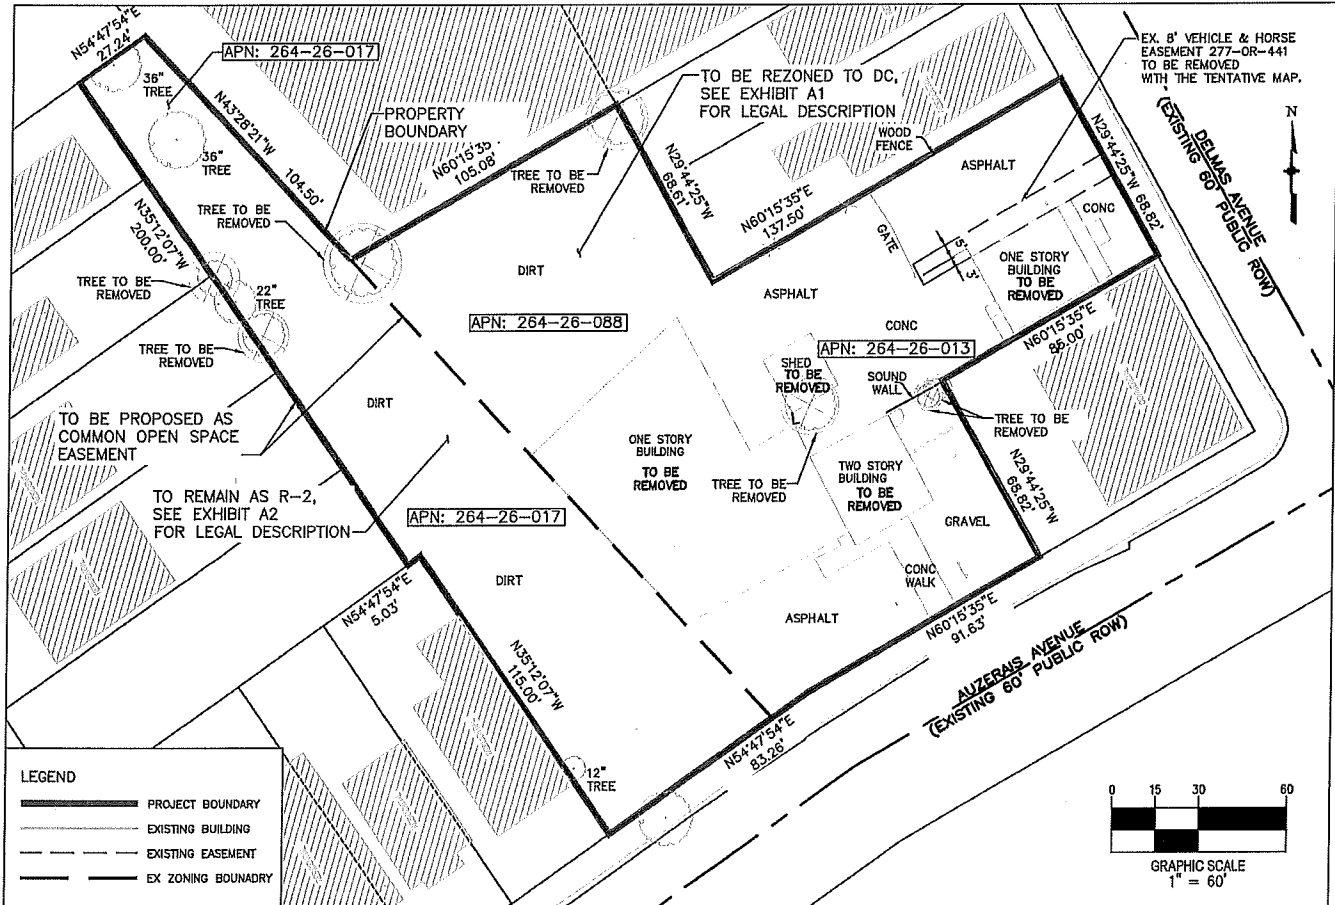 N54°47'54"E
27.24'
APN: 264-26-017
36"
TREE
36"
TREE
N43°28'21"W
104.50'
PROPERTY
BOUNDARY
N60°15'35"
105.08'
TO BE REZONED TO DC,
SEE EXHIBIT A1
FOR LEGAL DESCRIPTION
TREE TO BE
REMOVED
WOOD
FENCE
EX. 8' VEHICLE & HORSE
EASEMENT 277-OR-441
TO BE REMOVED
WITH THE TENTATIVE MAP.
DELMAS AVENUE
(EXISTING 60' PUBLIC ROW)
N
N29°44'25"W
68.61'
N60°15'35"E
137.50'
ASPHALT
N29°44'25"W 68.82'
GATE
CONC
5'
3'
ONE STORY
BUILDING
TO BE
REMOVED
N35°12'07"W
200.00'
TREE TO BE
REMOVED
TREE TO BE
REMOVED
22"
TREE
TREE TO BE
REMOVED
DIRT
ASPHALT
APN: 264-26-088
CONC
APN: 264-26-013
N60°15'35"E
85.00'
SHED
TO BE
REMOVED
SOUND
WALL
TREE TO BE
REMOVED
DIRT
TO BE PROPOSED AS
COMMON OPEN SPACE
EASEMENT
ONE STORY
BUILDING
TO BE
REMOVED
TREE TO BE
REMOVED
TWO STORY
BUILDING
TO BE
REMOVED
N29°44'25"W
68.82'
TO REMAIN AS R-2,
SEE EXHIBIT A2
FOR LEGAL DESCRIPTION
APN: 264-26-017
GRAVEL
CONC
WALK
DIRT
N54°47'54"E
5.03'
ASPHALT
N60°15'35"E
91.63'
N35°12'07"W
115.00'
AUZERAIS AVENUE
(EXISTING 60' PUBLIC ROW)
N54°47'54"E
83.26'
12"
TREE
LEGEND
PROJECT BOUNDARY
EXISTING BUILDING
EXISTING EASEMENT
EX ZONING BOUNADRY
0 15 30 60
GRAPHIC SCALE
1" = 60'